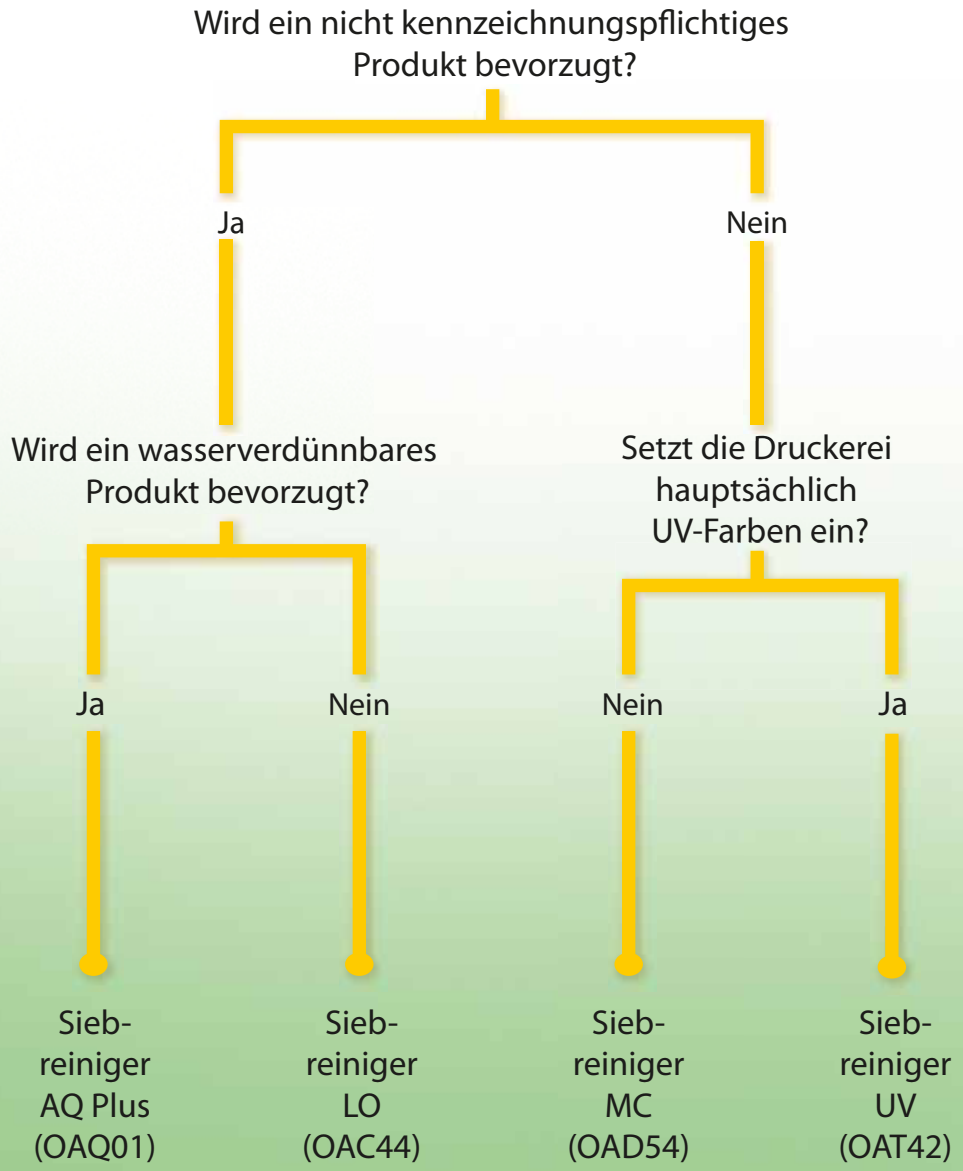 Wird ein nicht kennzeichnungspflichtiges
Produkt bevorzugt?
Ja
Nein
Wird ein wasserverdünnbares
Produkt bevorzugt?
Setzt die Druckerei
hauptsächlich
UV-Farben ein?
Ja
Nein
Nein
Ja
Sieb-
reiniger
AQ Plus
(OAQ01)
Sieb-
reiniger
LO
(OAC44)
Sieb-
reiniger
MC
(OAD54)
Sieb-
reiniger
UV
(OAT42)